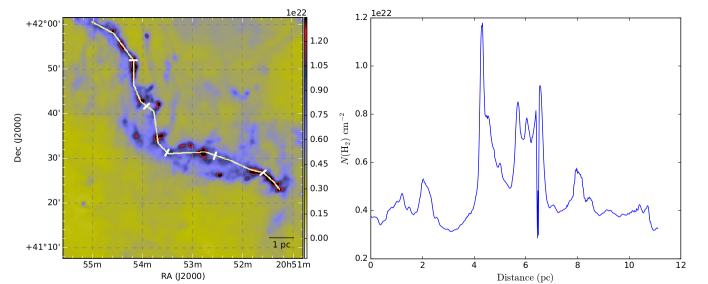 1e22
+42°00'
50'
40'
30'
20'
+41°10'
Dec (J2000)
55m
54m
53m
52m
20h51m
RA (J2000)
1 pc
1.20
1.05
0.90
0.75
0.60
0.45
0.30
0.15
0.00
1e22
1.2
1.0
0.8
0.6
0.4
0.2
N(H₂) cm⁻²
0
2
4
6
8
10
12
Distance (pc)